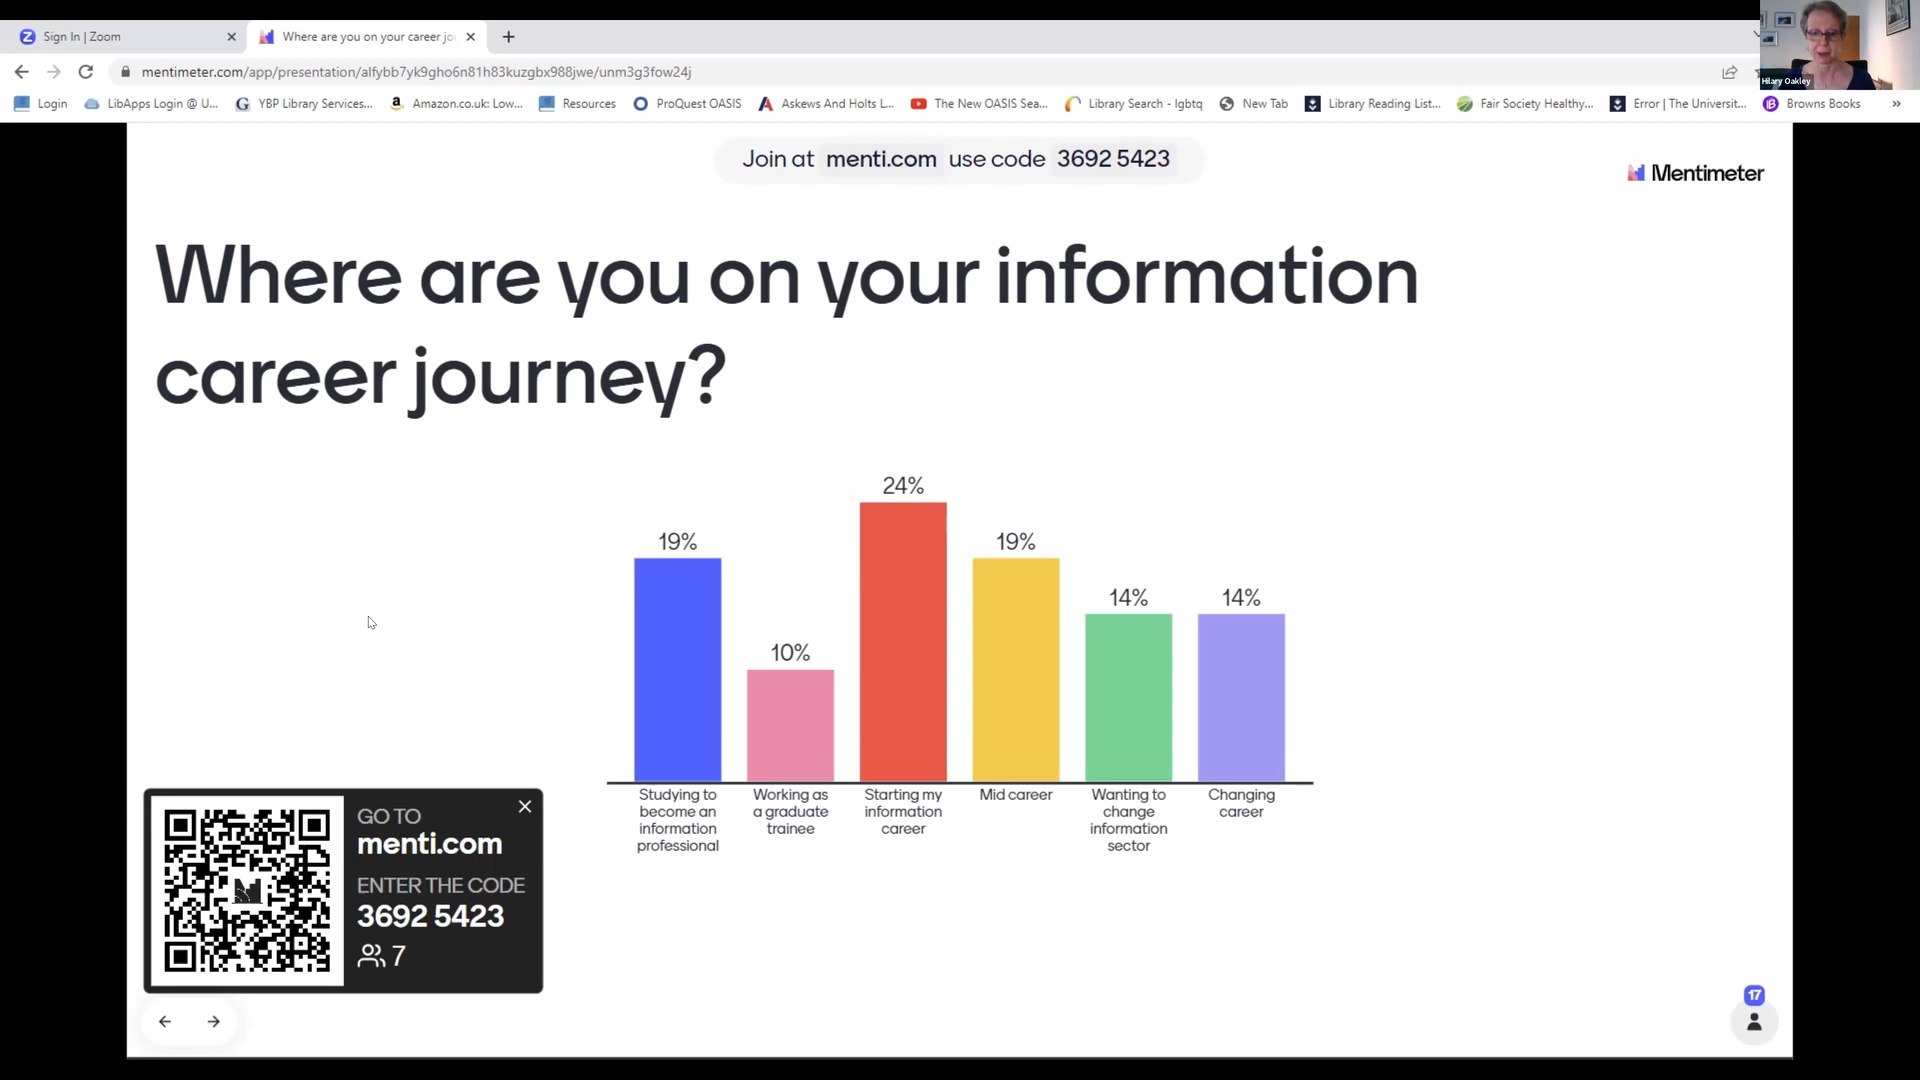 Sign In | Zoom
Where are you on your career jo
mentimeter.com/app/presentation/alfybb7yk9gho6n81h83kuzgbx988jwe/unm3g3fow24j
Hilary Oakley
Login
LibApps Login @ U...
YBP Library Services...
Amazon.co.uk: Low...
Resources
ProQuest OASIS
Askews And Holts L...
The New OASIS Sea...
Library Search - lgbtq
New Tab
Library Reading List...
Fair Society Healthy...
Error | The Universit...
Browns Books
Join at menti.com use code 3692 5423
Mentimeter
Where are you on your information
career journey?
19%
10%
24%
19%
14%
14%
Studying to
become an
information
professional
Working as
a graduate
trainee
Starting my
information
career
Mid career
Wanting to
change
information
sector
Changing
career
GO TO
menti.com
ENTER THE CODE
3692 5423
7
17